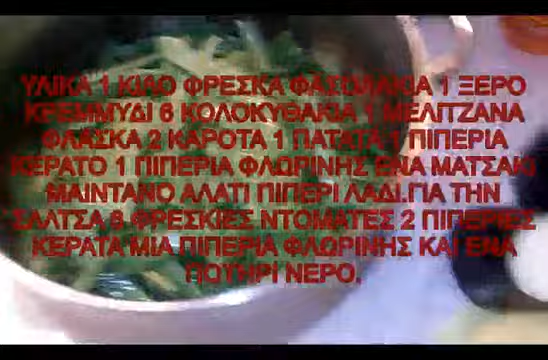 ΥΛΙΚΑ 1 ΚΙΛΟ ΦΡΕΣΚΑ ΦΑΣΟΛΑΚΙΑ 1 ΞΕΡΟ
ΚΡΕΜΜΥΔΙ 6 ΚΟΛΟΚΥΘΑΚΙΑ 1 ΜΕΛΙΤΖΑΝΑ
ΦΛΑΣΚΑ 2 ΚΑΡΟΤΑ 1 ΠΑΤΑΤΑ 1 ΠΙΠΕΡΙΑ
ΚΕΡΑΤΟ 1 ΠΙΠΕΡΙΑ ΦΛΩΡΙΝΗΣ ΕΝΑ ΜΑΤΣΑΚΙ
ΜΑΙΝΤΑΝΟ ΑΛΑΤΙ ΠΙΠΕΡΙ ΛΑΔΙ.ΓΙΑ ΤΗΝ
ΣΑΛΤΣΑ 8 ΦΡΕΣΚΙΕΣ ΝΤΟΜΑΤΕΣ 2 ΠΙΠΕΡΙΕΣ
ΚΕΡΑΤΑ ΜΙΑ ΠΙΠΕΡΙΑ ΦΛΩΡΙΝΗΣ ΚΑΙ ΕΝΑ
ΠΟΤΗΡΙ ΝΕΡΟ.